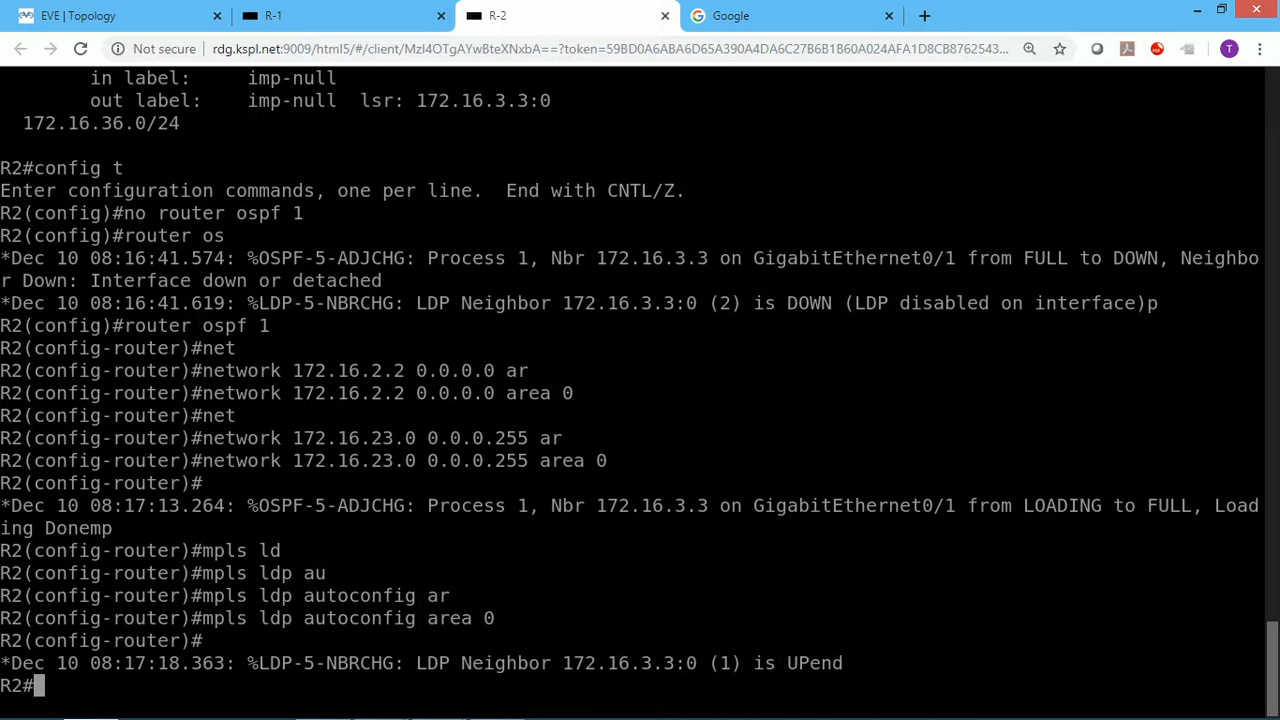 EVE | Topology
R-1
R-2
Google
Not secure
rdg.kspl.net:9009/html5/#/client/MzI4OTgAYwBteXNxbA==?token=59BD0A6ABA6D65A390A4DA6C27B6B1B60A024AFA1D8CB8762543...
T
in label:     imp-null
out label:    imp-null  lsr: 172.16.3.3:0
172.16.36.0/24
R2#config t
Enter configuration commands, one per line.  End with CNTL/Z.
R2(config)#no router ospf 1
R2(config)#router os
*Dec 10 08:16:41.574: %OSPF-5-ADJCHG: Process 1, Nbr 172.16.3.3 on GigabitEthernet0/1 from FULL to DOWN, Neighbo
r Down: Interface down or detached
*Dec 10 08:16:41.619: %LDP-5-NBRCHG: LDP Neighbor 172.16.3.3:0 (2) is DOWN (LDP disabled on interface)p
R2(config)#router ospf 1
R2(config-router)#net
R2(config-router)#network 172.16.2.2 0.0.0.0 ar
R2(config-router)#network 172.16.2.2 0.0.0.0 area 0
R2(config-router)#net
R2(config-router)#network 172.16.23.0 0.0.0.255 ar
R2(config-router)#network 172.16.23.0 0.0.0.255 area 0
R2(config-router)#
*Dec 10 08:17:13.264: %OSPF-5-ADJCHG: Process 1, Nbr 172.16.3.3 on GigabitEthernet0/1 from LOADING to FULL, Load
ing Donemp
R2(config-router)#mpls ld
R2(config-router)#mpls ldp au
R2(config-router)#mpls ldp autoconfig ar
R2(config-router)#mpls ldp autoconfig area 0
R2(config-router)#
*Dec 10 08:17:18.363: %LDP-5-NBRCHG: LDP Neighbor 172.16.3.3:0 (1) is UPend
R2#